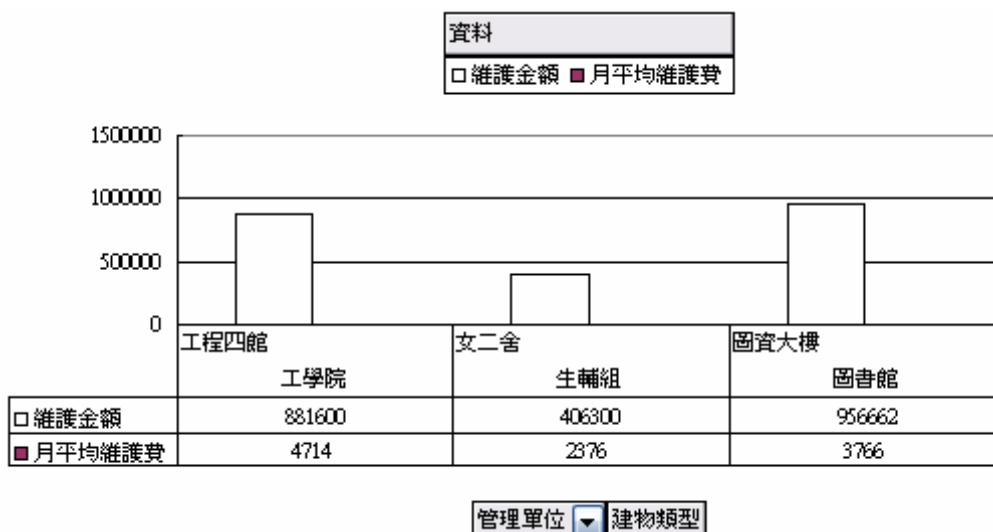 資料
維護金額 月平均維護費
1500000
1000000
500000
0
工程四館 女二舍 圖資大樓
工學院 生輔組 圖書館
維護金額 881600 406300 956662
月平均維護費 4714 2376 3766
管理單位 建物類型